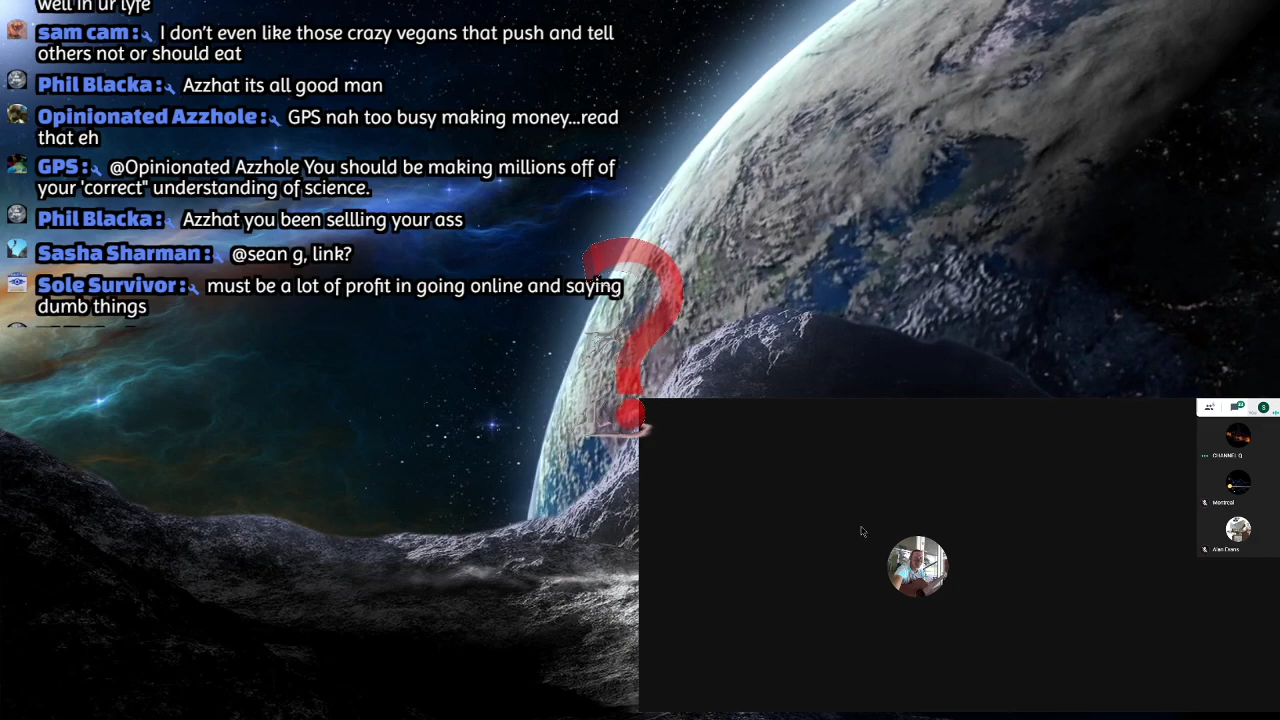 well in ur lyfe
sam cam : I don't even like those crazy vegans that push and tell
others not or should eat
Phil Blacka : Azzhat its all good man
Opinionated Azzhole : GPS nah too busy making money...read
that eh
GPS : @Opinionated Azzhole You should be making millions off of
your 'correct" understanding of science.
Phil Blacka : Azzhat you been sellling your ass
Sasha Sharman : @sean g, link?
Sole Survivor : must be a lot of profit in going online and saying
dumb things
?
CHANNEL Q
Montreal
Alan Evans